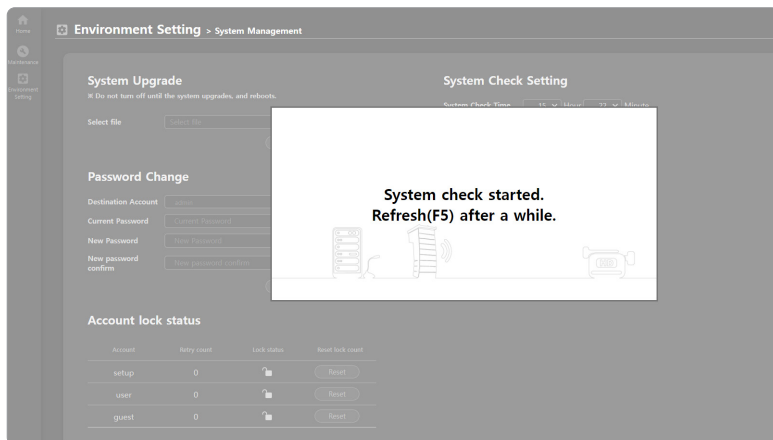 Home
Environment Setting > System Management
Maintenance
Environment
Setting
System Upgrade
※ Do not turn off until the system upgrades, and reboots.
Select file
Select file
System Check Setting
System Check Time 15 Hour 22 Minute
System check started.
Refresh(F5) after a while.
Password Change
Destination Account admin
Current Password Current Password
New Password New Password
New password
confirm
New password confirm
Account lock status
Account Retry count Lock status Reset lock count
setup 0 Reset
user 0 Reset
guest 0 Reset